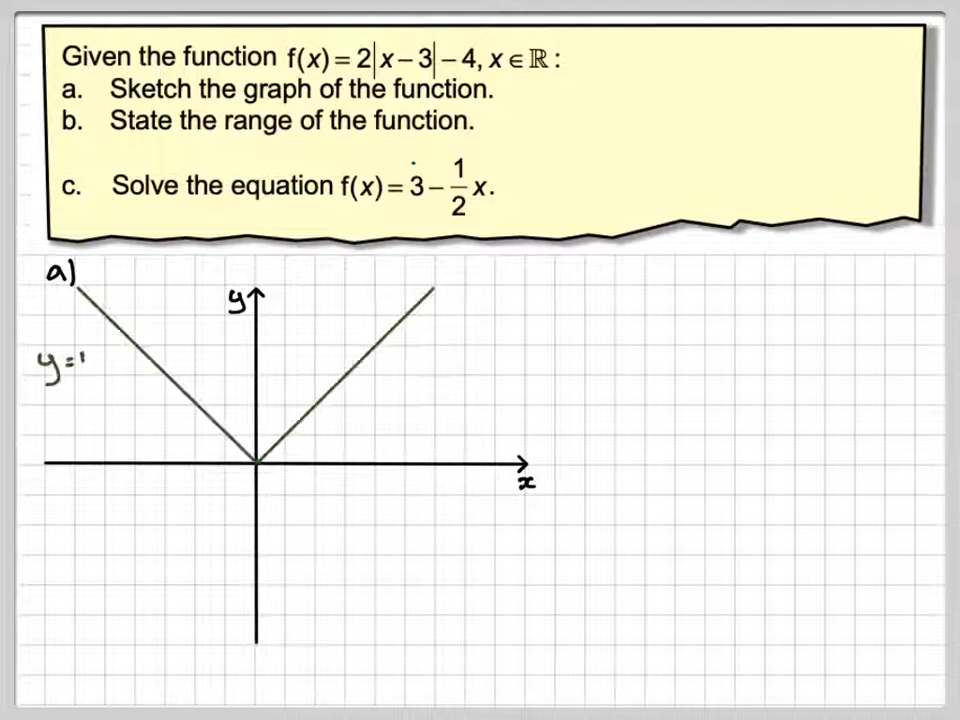 Given the function f(x) = 2|x − 3| − 4, x ∈ ℝ :
a. Sketch the graph of the function.
b. State the range of the function.
c. Solve the equation f(x) = 3 − 1/2 x.
a)
y
y = 
x